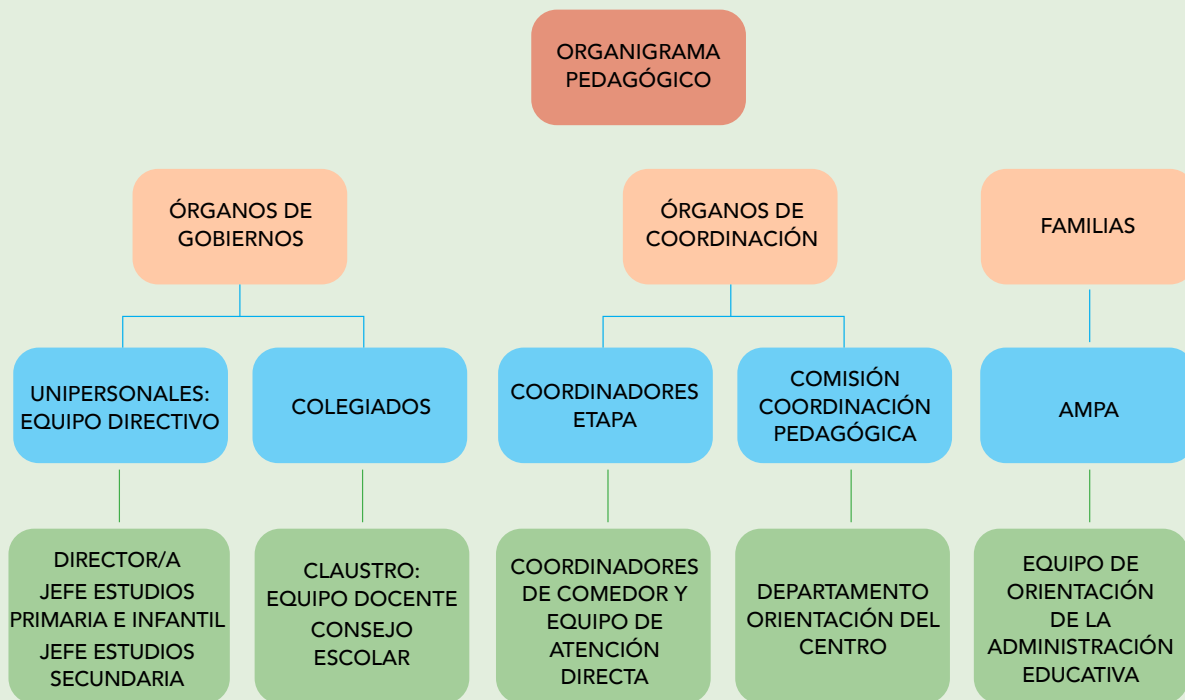 ORGANIGRAMA
PEDAGÓGICO
ÓRGANOS DE
GOBIERNOS
ÓRGANOS DE
COORDINACIÓN
FAMILIAS
UNIPERSONALES:
EQUIPO DIRECTIVO
COLEGIADOS
COORDINADORES
ETAPA
COMISIÓN
COORDINACIÓN
PEDAGÓGICA
AMPA
DIRECTOR/A
JEFE ESTUDIOS
PRIMARIA E INFANTIL
JEFE ESTUDIOS
SECUNDARIA
CLAUSTRO:
EQUIPO DOCENTE
CONSEJO
ESCOLAR
COORDINADORES
DE COMEDOR Y
EQUIPO DE
ATENCIÓN
DIRECTA
DEPARTAMENTO
ORIENTACIÓN DEL
CENTRO
EQUIPO DE
ORIENTACIÓN
DE LA
ADMINISTRACIÓN
EDUCATIVA